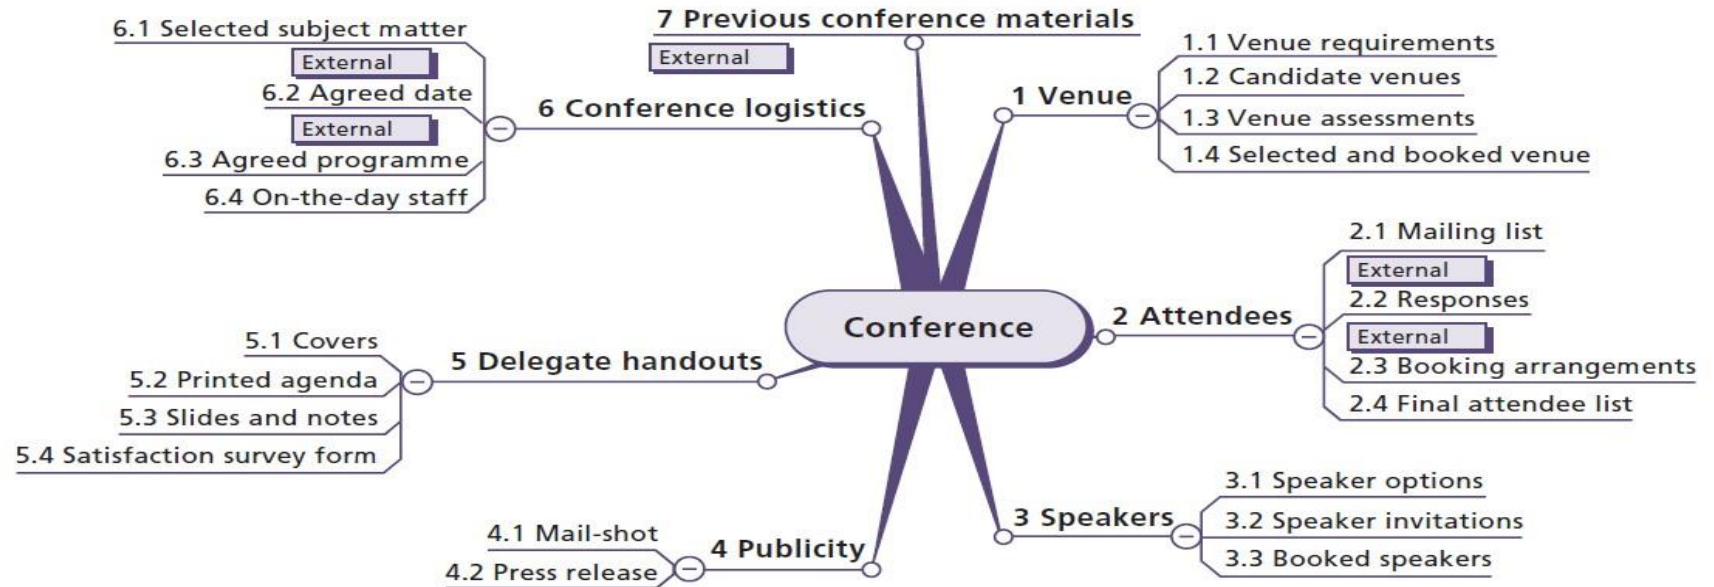 7 Previous conference materials
External
6.1 Selected subject matter
External
6.2 Agreed date
External
6.3 Agreed programme
6.4 On-the-day staff
6 Conference logistics
1 Venue
1.1 Venue requirements
1.2 Candidate venues
1.3 Venue assessments
1.4 Selected and booked venue
Conference
2 Attendees
2.1 Mailing list
External
2.2 Responses
External
2.3 Booking arrangements
2.4 Final attendee list
5 Delegate handouts
5.1 Covers
5.2 Printed agenda
5.3 Slides and notes
5.4 Satisfaction survey form
3 Speakers
3.1 Speaker options
3.2 Speaker invitations
3.3 Booked speakers
4 Publicity
4.1 Mail-shot
4.2 Press release